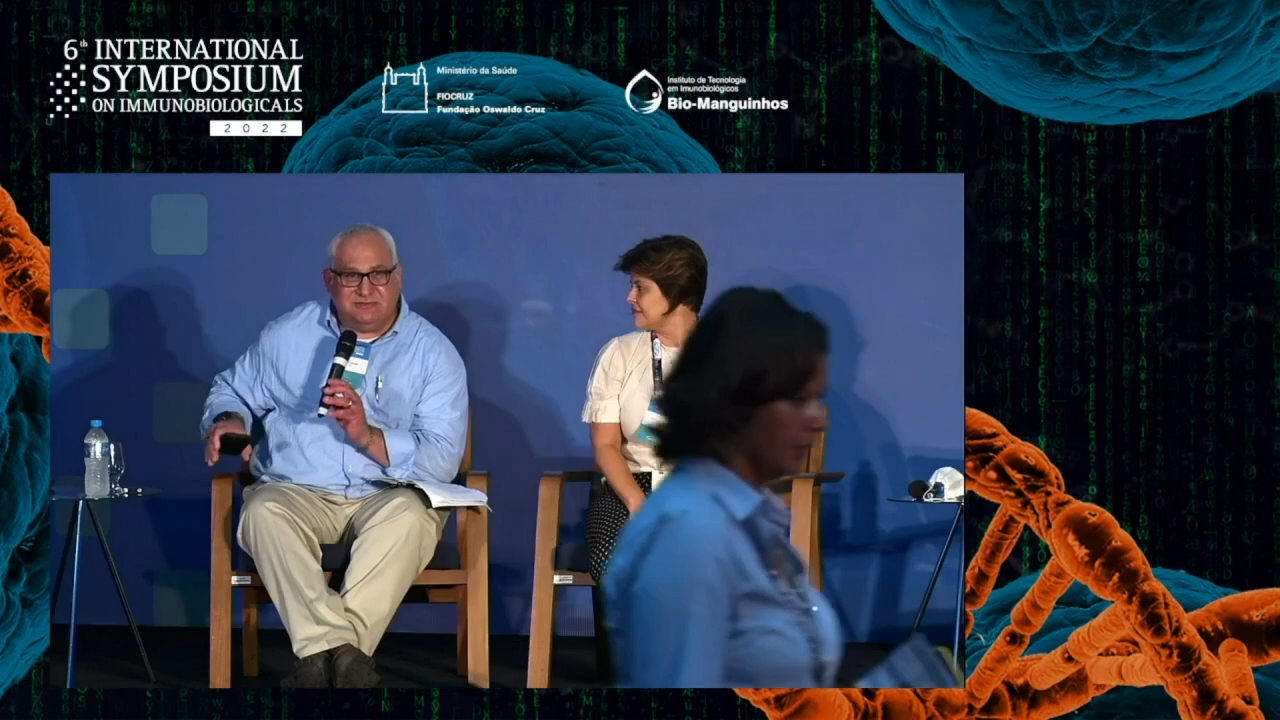 6th INTERNATIONAL
SYMPOSIUM
ON IMMUNOBIOLOGICALS
2022
Ministério da Saúde
FIOCRUZ
Fundação Oswaldo Cruz
Instituto de Tecnologia
em Imunobiológicos
Bio-Manguinhos